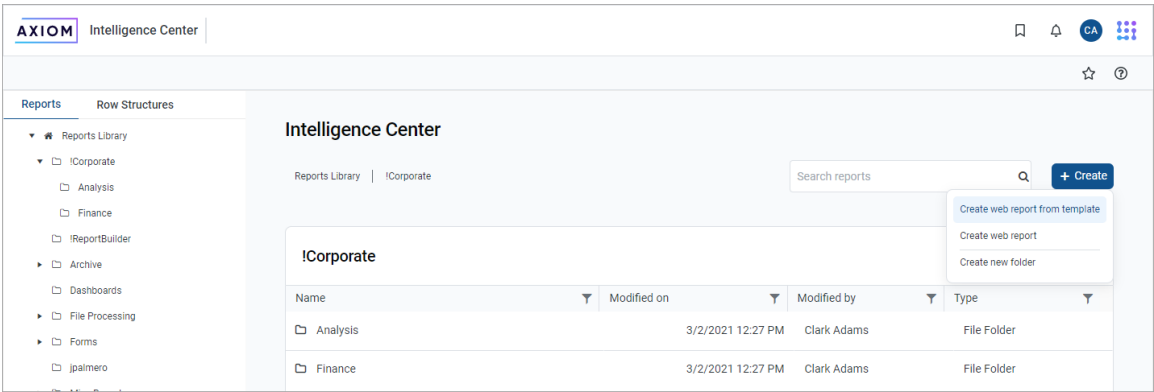 AXIOM Intelligence Center CA
Reports Row Structures
Reports Library
!Corporate
Analysis
Finance
!ReportBuilder
Archive
Dashboards
File Processing
Forms
jpalmero
Intelligence Center
Reports Library | !Corporate
Search reports
+ Create
Create web report from template
Create web report
Create new folder
!Corporate
Name Modified on Modified by Type
Analysis 3/2/2021 12:27 PM Clark Adams File Folder
Finance 3/2/2021 12:27 PM Clark Adams File Folder